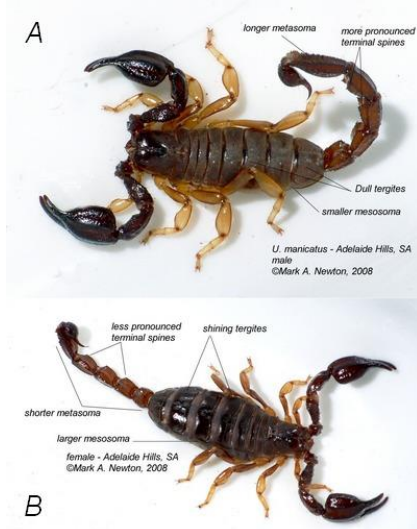 A
longer metasoma
more pronounced
terminal spines
Dull tergites
smaller mesosoma
U. manicatus - Adelaide Hills, SA
male
©Mark A. Newton, 2008
less pronounced
terminal spines
shining tergites
shorter metasoma
larger mesosoma
female - Adelaide Hills, SA
©Mark A. Newton, 2008
B